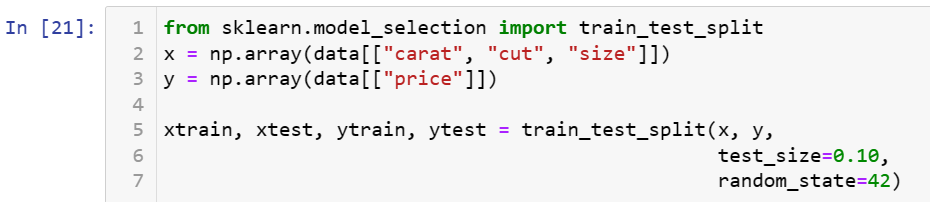 In [21]:
1 from sklearn.model_selection import train_test_split
2 x = np.array(data[["carat", "cut", "size"]])
3 y = np.array(data[["price"]])
4
5 xtrain, xtest, ytrain, ytest = train_test_split(x, y,
6                                                 test_size=0.10,
7                                                 random_state=42)